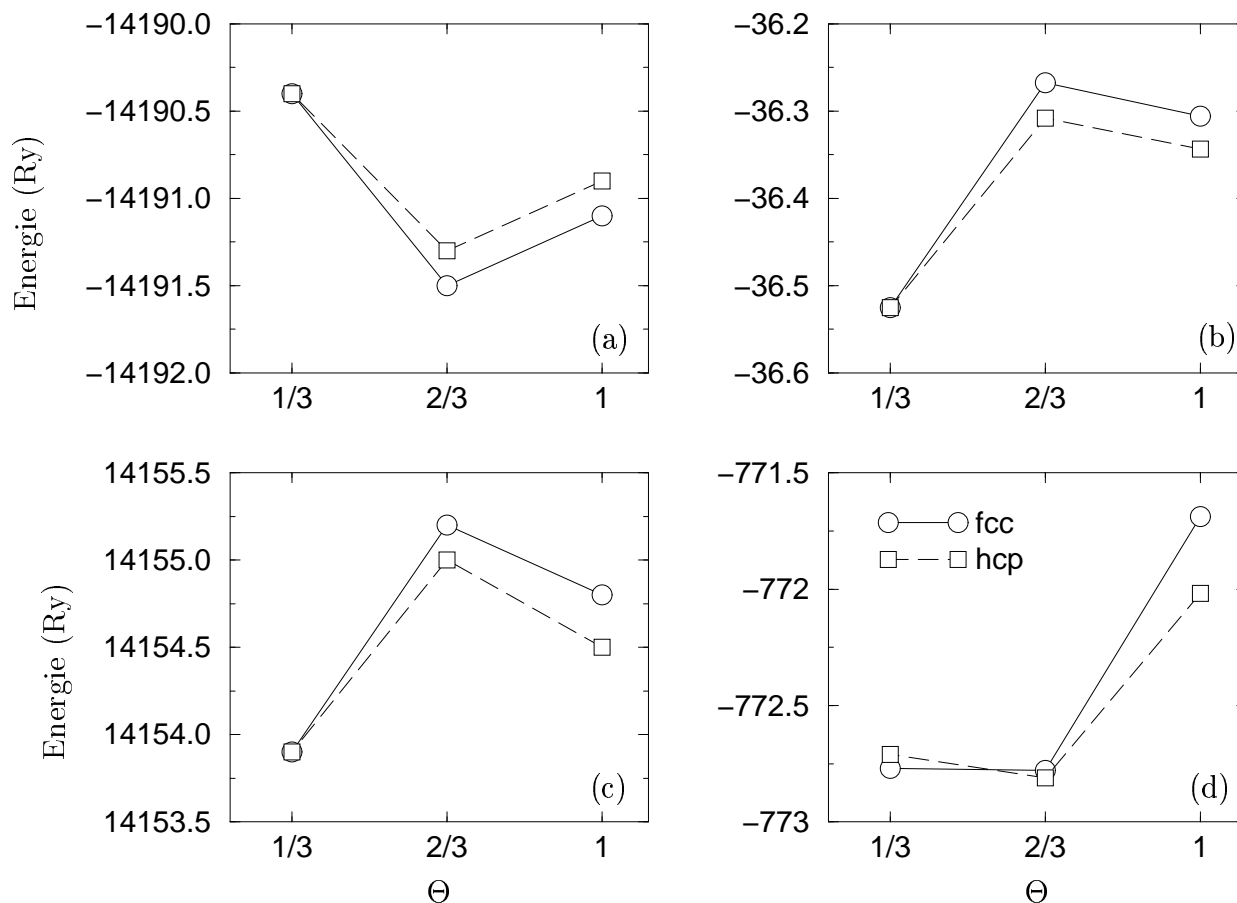 −14190.0
−14190.5
−14191.0
−14191.5
−14192.0
Energie (Ry)
1/3 2/3 1
(a)
−36.2
−36.3
−36.4
−36.5
−36.6
1/3 2/3 1
(b)
14155.5
14155.0
14154.5
14154.0
14153.5
Energie (Ry)
1/3 2/3 1
Θ
(c)
−771.5
−772
−772.5
−773
fcc
hcp
1/3 2/3 1
Θ
(d)